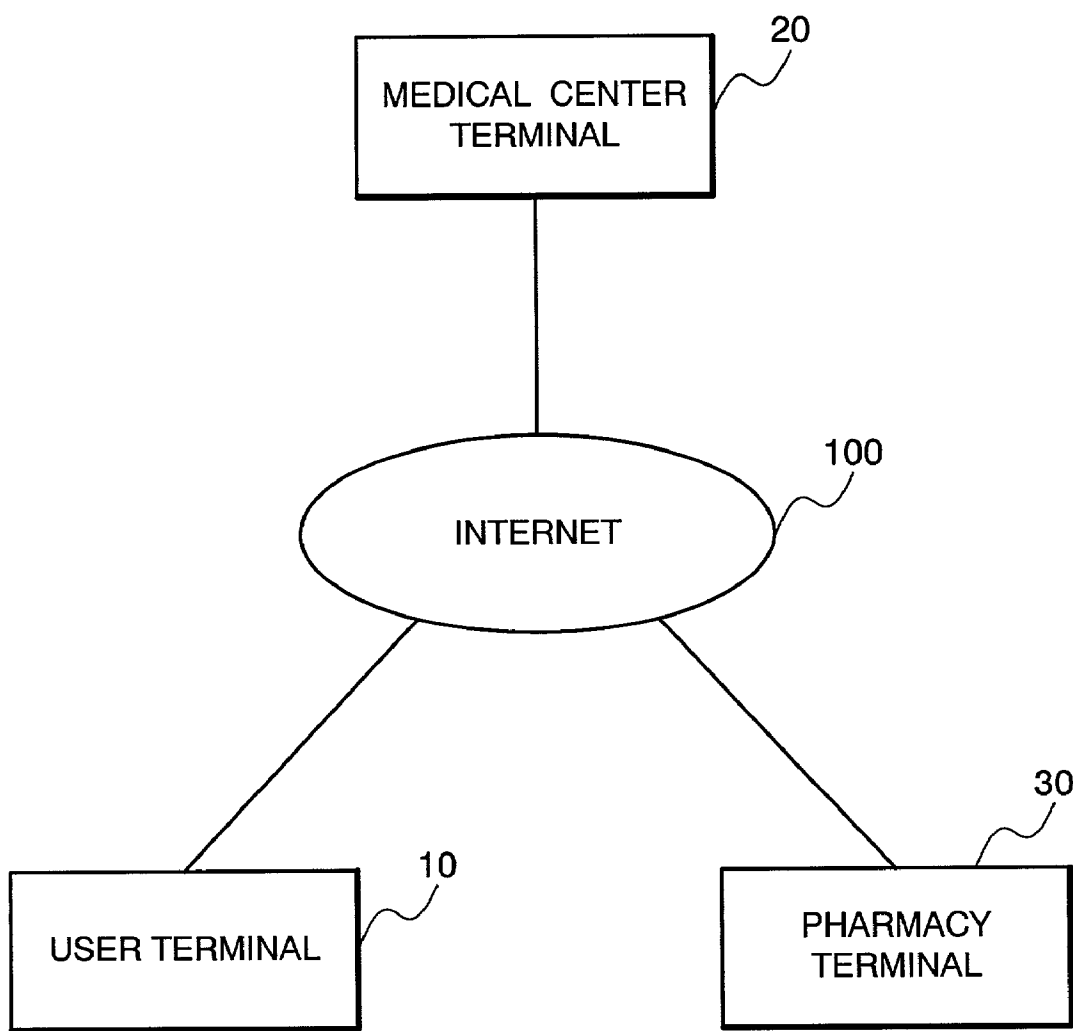 20
MEDICAL CENTER
TERMINAL
100
INTERNET
30
10
USER TERMINAL
PHARMACY
TERMINAL